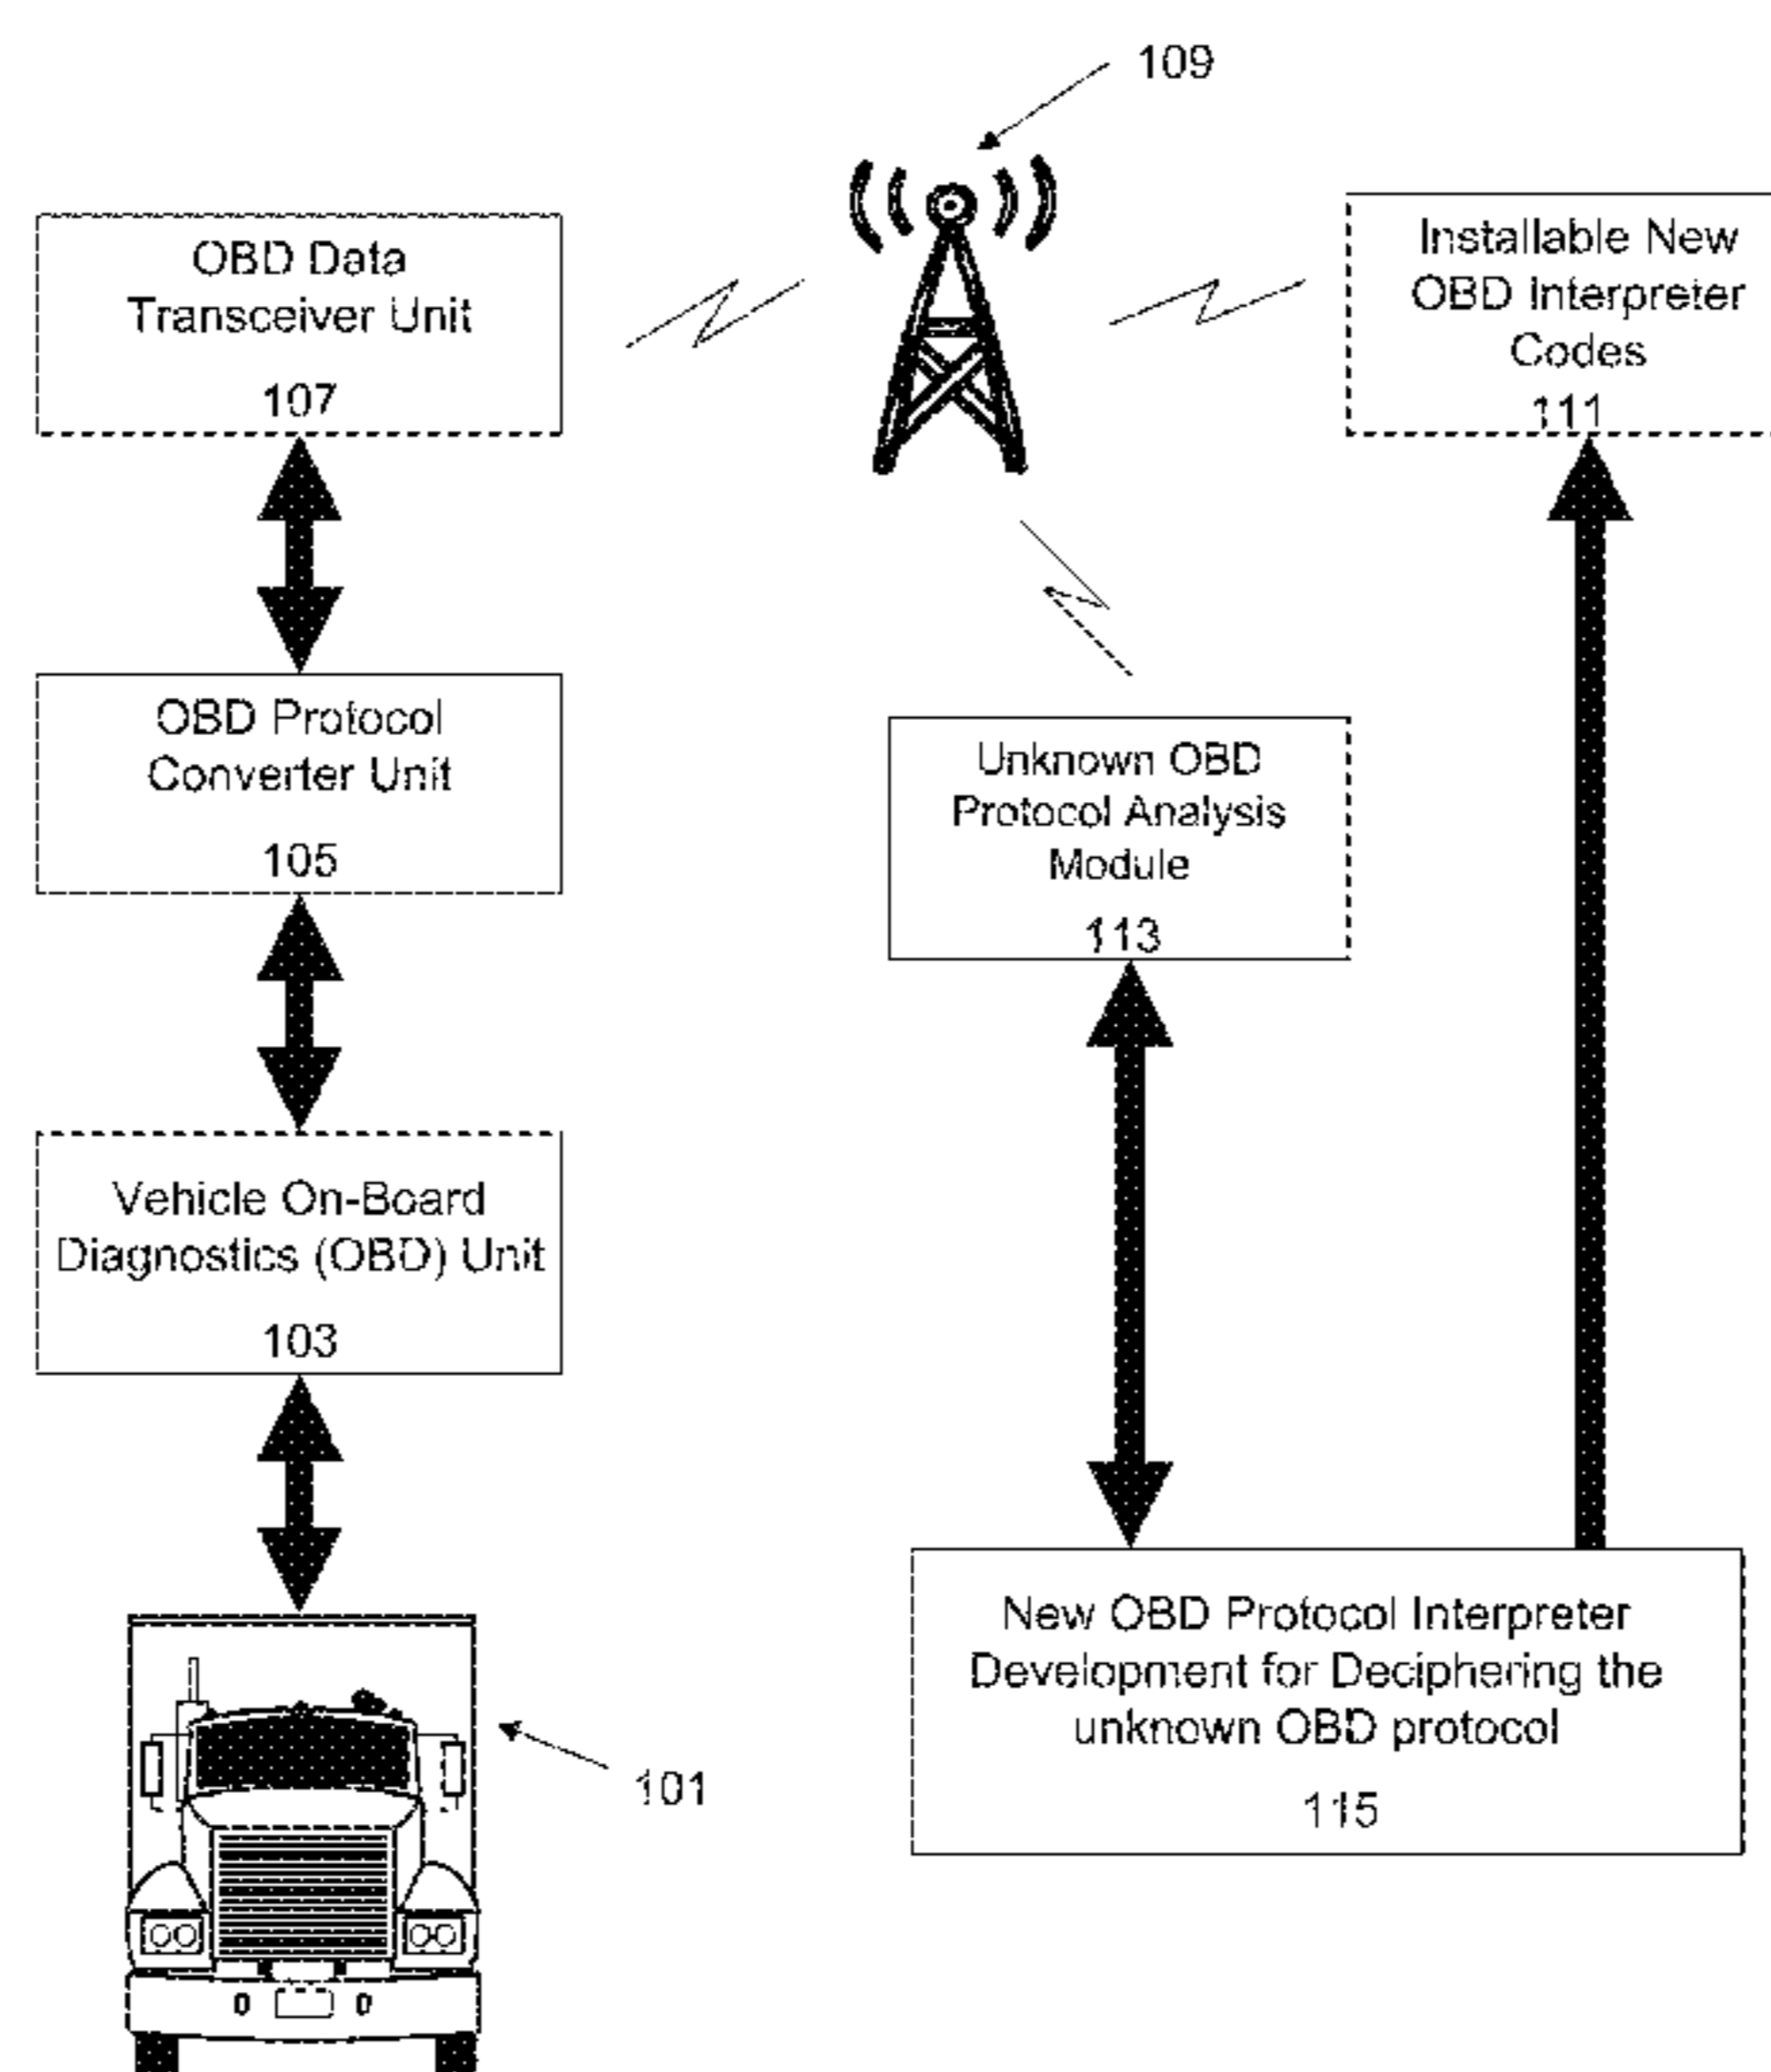 109
OBD Data
Transceiver Unit
107
Installable New
OBD Interpreter
Codes
111
OBD Protocol
Converter Unit
105
Unknown OBD
Protocol Analysis
Module
113
Vehicle On-Board
Diagnostics (OBD) Unit
103
New OBD Protocol Interpreter
Development for Deciphering the
unknown OBD protocol
115
101